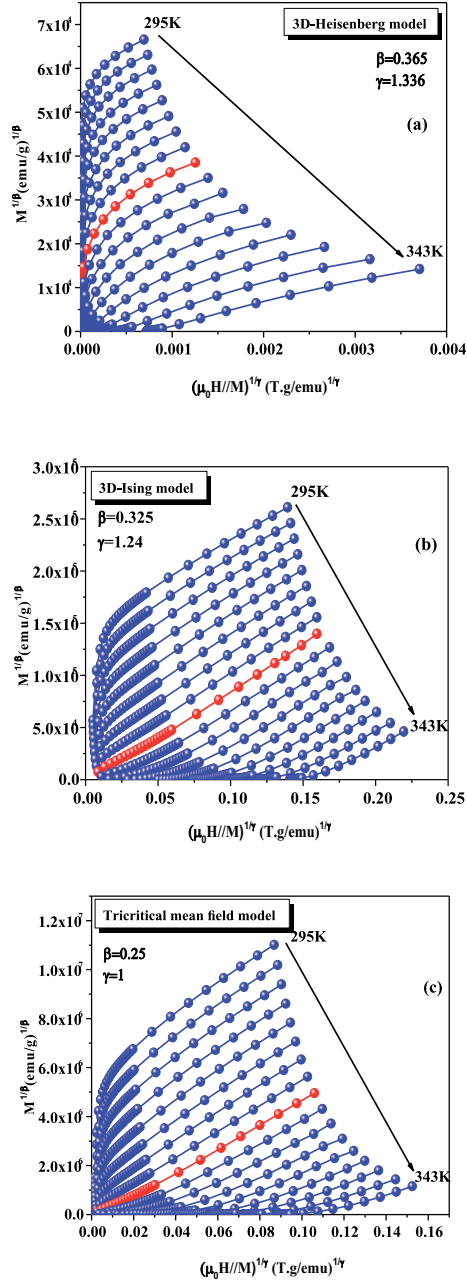 3D-Heisenberg model
295K
β=0.365
γ=1.336
(a)
343K
7x10⁴
6x10⁴
5x10⁴
4x10⁴
3x10⁴
2x10⁴
1x10⁴
0
M^1/β (emu/g)^1/β
0.000 0.001 0.002 0.003 0.004
(μ₀H//M)^1/γ (T.g/emu)^1/γ
3D-Ising model
295K
β=0.325
γ=1.24
(b)
343K
3.0x10⁵
2.5x10⁵
2.0x10⁵
1.5x10⁵
1.0x10⁵
5.0x10⁴
0.0
M^1/β (emu/g)^1/β
0.00 0.05 0.10 0.15 0.20 0.25
(μ₀H//M)^1/γ (T.g/emu)^1/γ
Tricritical mean field model
295K
β=0.25
γ=1
(c)
343K
1.2x10⁷
1.0x10⁷
8.0x10⁶
6.0x10⁶
4.0x10⁶
2.0x10⁶
0.0
M^1/β (emu/g)^1/β
0.00 0.02 0.04 0.06 0.08 0.10 0.12 0.14 0.16
(μ₀H//M)^1/γ (T.g/emu)^1/γ